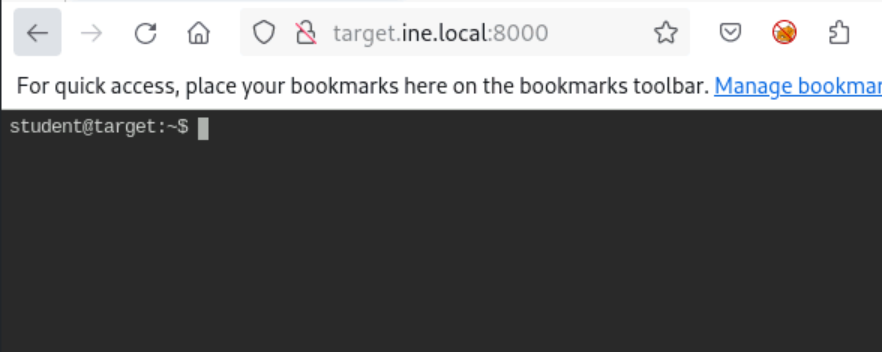 target.ine.local:8000
For quick access, place your bookmarks here on the bookmarks toolbar. Manage bookmar
student@target:~$